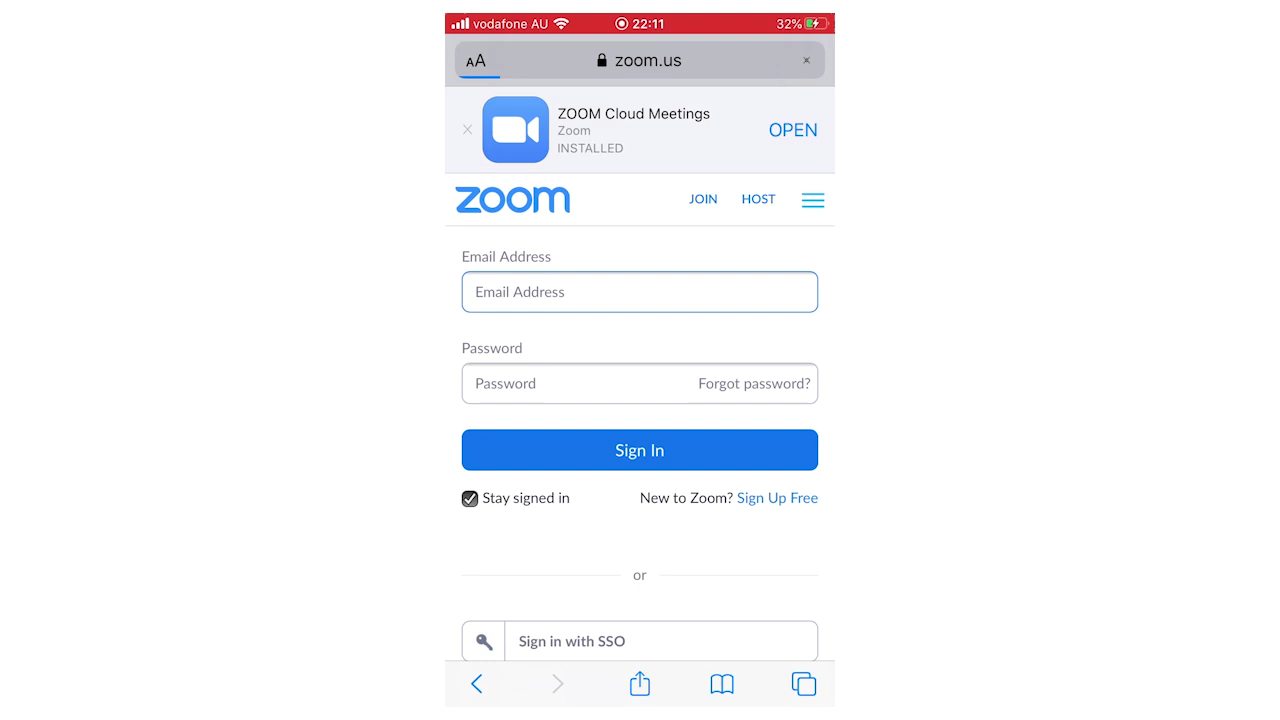 vodafone AU 22:11 32%
AA zoom.us
ZOOM Cloud Meetings
Zoom
INSTALLED
OPEN
zoom JOIN HOST
Email Address
Email Address
Password
Password Forgot password?
Sign In
Stay signed in New to Zoom? Sign Up Free
or
Sign in with SSO